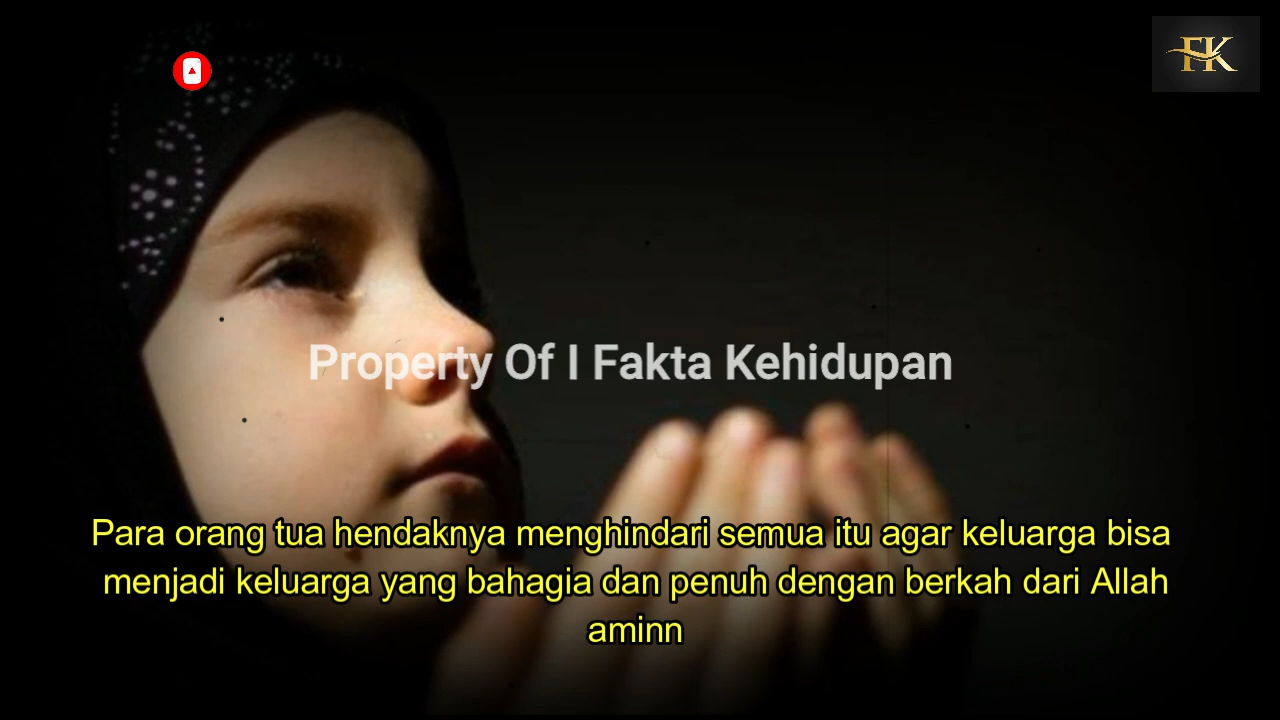 FK
Property Of I Fakta Kehidupan
Para orang tua hendaknya menghindari semua itu agar keluarga bisa
menjadi keluarga yang bahagia dan penuh dengan berkah dari Allah
aminn